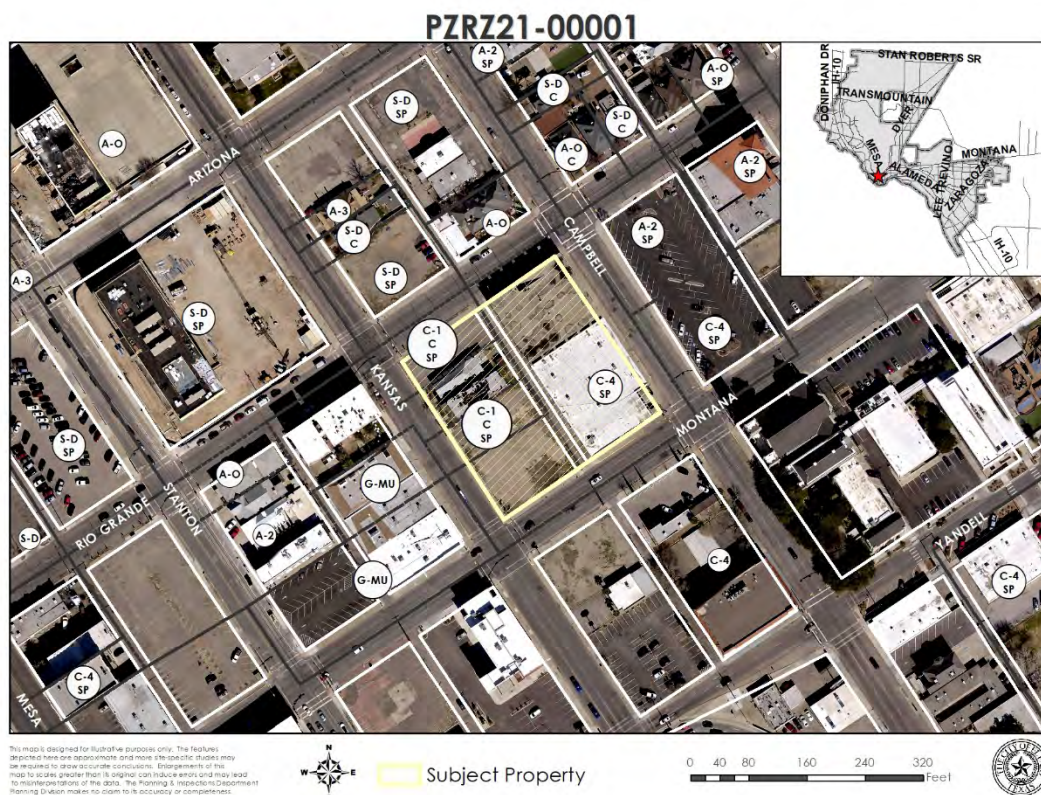 PZRZ21-00001
A-2
SP
S-D
C
A-O
SP
S-D
SP
S-D
C
A-O
C
A-O
ARIZONA
A-2
SP
A-3
S-D
C
A-O
CAMPBELL
A-2
SP
S-D
SP
A-3
S-D
SP
C-1
C
SP
C-4
SP
KANSAS
C-4
SP
MONTANA
C-1
C
SP
S-D
SP
A-O
G-MU
STANTON
RIO GRANDE
A-2
S-D
YANDELL
G-MU
C-4
C-4
SP
C-4
SP
MESA
DONIPHAN DR
IH-10
STAN ROBERTS SR
TRANSMOUNTAIN
DYER
MESA
MONTANA
ALAMEDA
LEE TREVINO
ZARAGOZA
IH-10
This map is designed for illustrative purposes only. The features
depicted here are approximate and more site-specific studies may
be required to draw accurate conclusions. Enlargements of this
map to scales greater than its original can induce errors and may lead
to misinterpretations of the data. The Planning & Inspections Department
Planning Division makes no claim to its accuracy or completeness.
N
W E
S
Subject Property
0 40 80 160 240 320
Feet